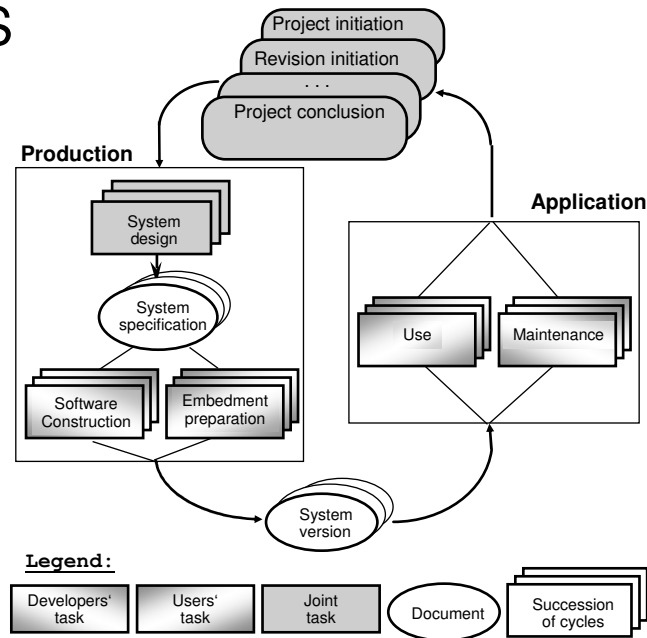 S
Project initiation
Revision initiation
. . .
Project conclusion
Production
System
design
System
specification
Software
Construction
Embedment
preparation
Application
Use
Maintenance
System
version
Legend:
Developers‘
task
Users‘
task
Joint
task
Document
Succession
of cycles